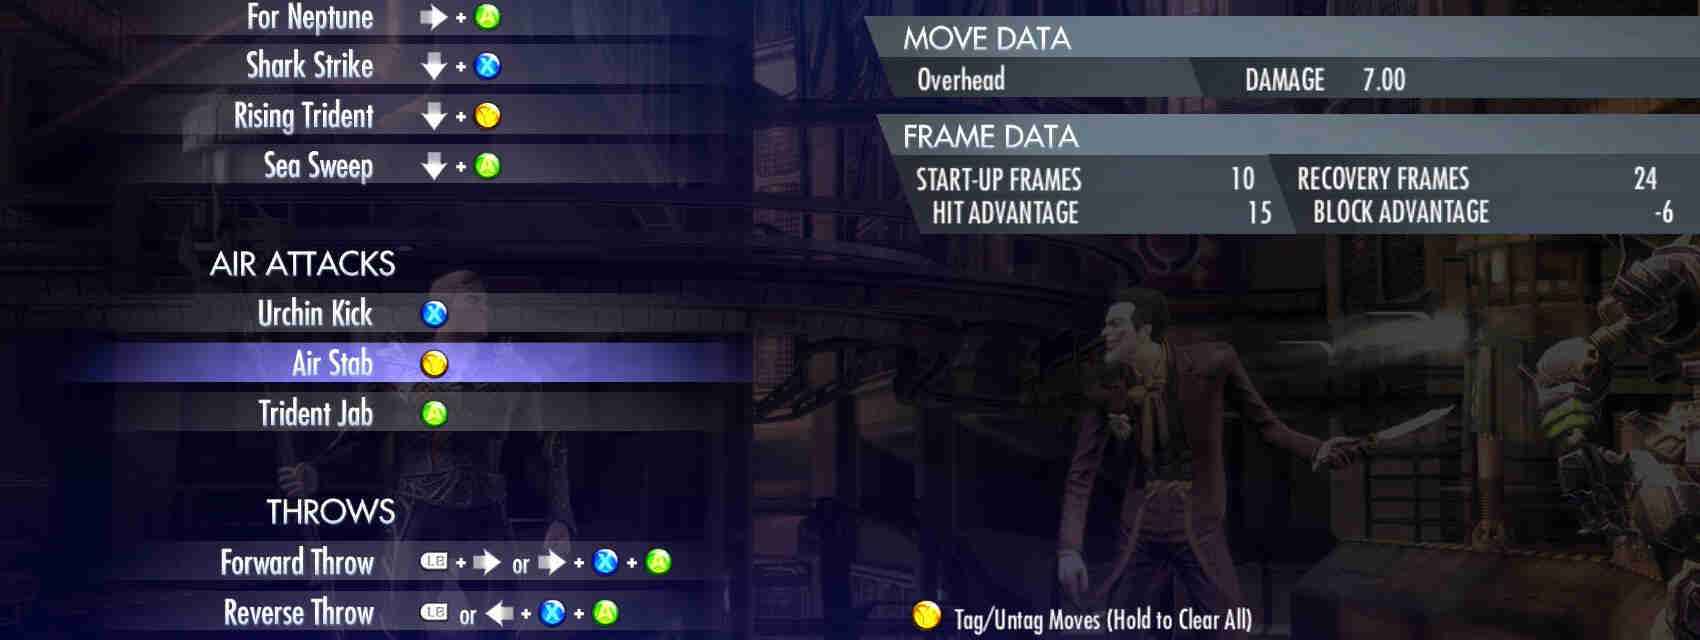 For Neptune + A
Shark Strike + X
Rising Trident + Y
Sea Sweep + A
AIR ATTACKS
Urchin Kick X
Air Stab Y
Trident Jab A
THROWS
Forward Throw LB + or + X + A
Reverse Throw LB or + X + A
MOVE DATA
Overhead DAMAGE 7.00
FRAME DATA
START-UP FRAMES 10 RECOVERY FRAMES 24
HIT ADVANTAGE 15 BLOCK ADVANTAGE -6
Y Tag/Untag Moves (Hold to Clear All)